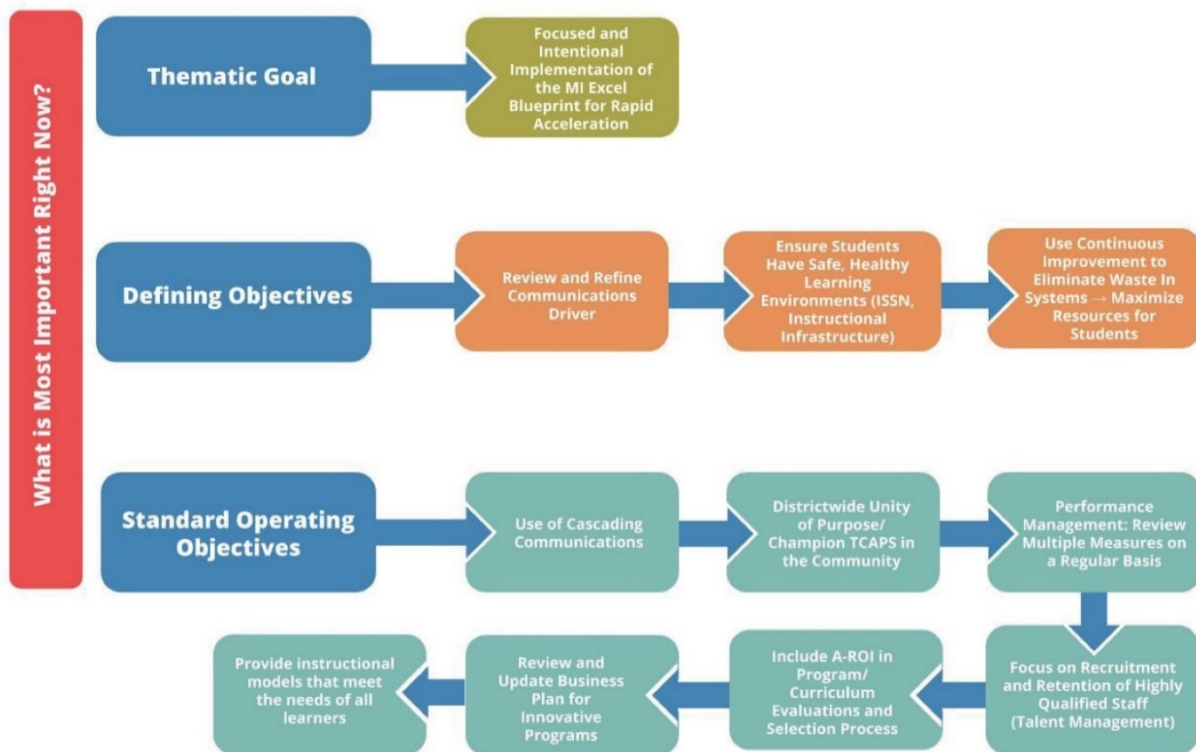 What is Most Important Right Now?
Thematic Goal
Focused and
Intentional
Implementation of
the MI Excel
Blueprint for Rapid
Acceleration
Defining Objectives
Review and Refine
Communications
Driver
Ensure Students
Have Safe, Healthy
Learning
Environments (ISSN,
Instructional
Infrastructure)
Use Continuous
Improvement to
Eliminate Waste In
Systems → Maximize
Resources for
Students
Standard Operating
Objectives
Use of Cascading
Communications
Districtwide Unity
of Purpose/
Champion TCAPS in
the Community
Performance
Management: Review
Multiple Measures on
a Regular Basis
Focus on Recruitment
and Retention of Highly
Qualified Staff
(Talent Management)
Include A-ROI in
Program/
Curriculum
Evaluations and
Selection Process
Review and
Update Business
Plan for
Innovative
Programs
Provide instructional
models that meet
the needs of all
learners